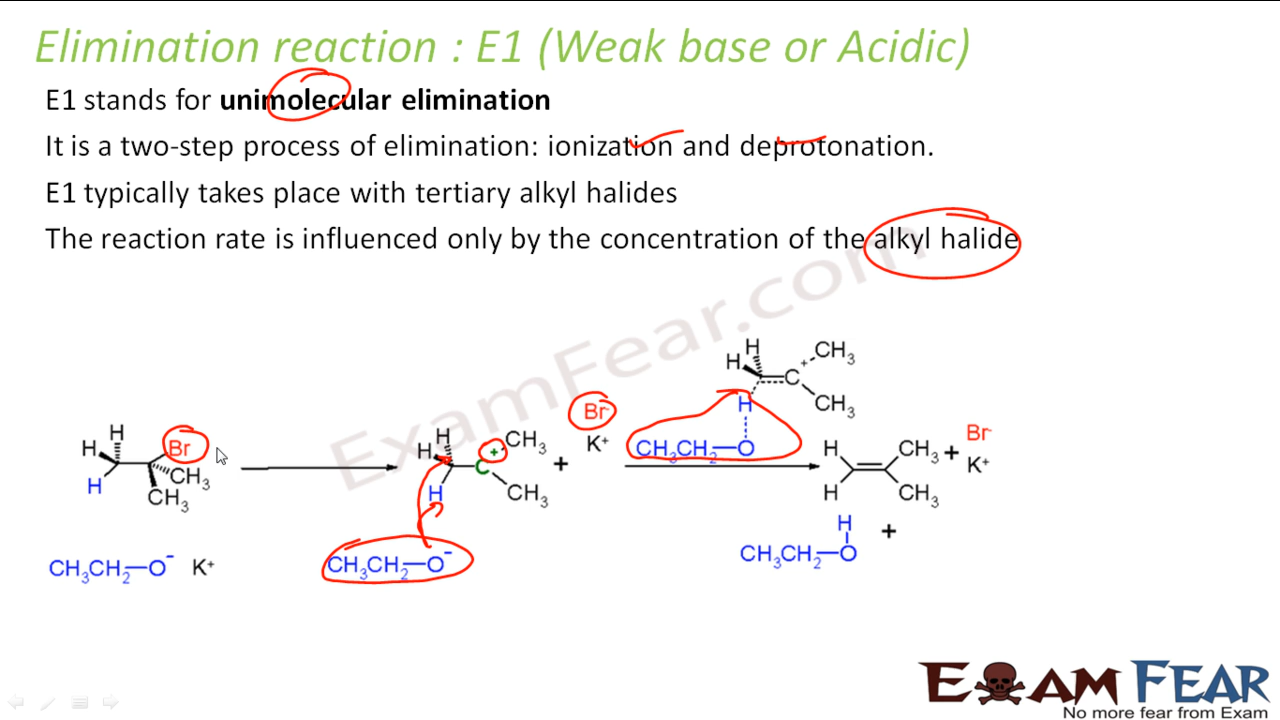 Elimination reaction : E1 (Weak base or Acidic)
E1 stands for unimolecular elimination
It is a two-step process of elimination: ionization and deprotonation.
E1 typically takes place with tertiary alkyl halides
The reaction rate is influenced only by the concentration of the alkyl halide
ExamFear.com
H H C + CH₃
H CH₃
CH₃CH₂—O
H H Br
H CH₃
CH₃
H H + CH₃
H C CH₃
+ Br⁻
K⁺
H CH₃ + Br⁻
H CH₃ K⁺
CH₃CH₂—O⁻ K⁺
CH₃CH₂—O⁻
H
CH₃CH₂—O +
EXAM FEAR
No more fear from Exam